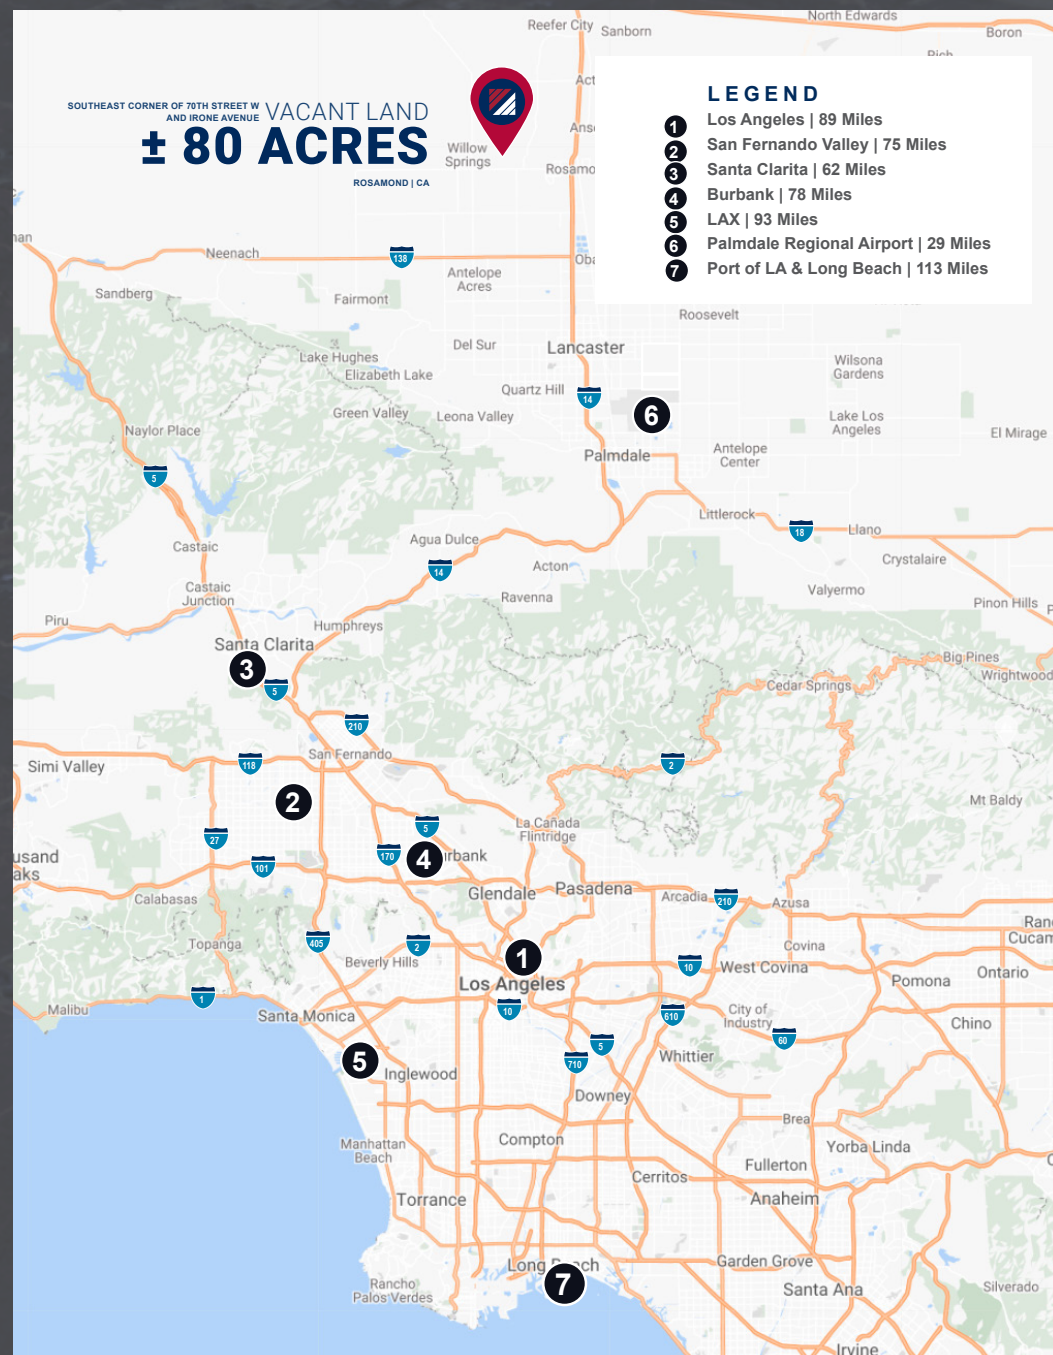 North Edwards
Reefer City
Sanborn
Boron
SOUTHEAST CORNER OF 70TH STREET W
AND IRONE AVENUE
VACANT LAND
± 80 ACRES
ROSAMOND | CA
Willow
Springs
LEGEND
1 Los Angeles | 89 Miles
2 San Fernando Valley | 75 Miles
3 Santa Clarita | 62 Miles
4 Burbank | 78 Miles
5 LAX | 93 Miles
6 Palmdale Regional Airport | 29 Miles
7 Port of LA & Long Beach | 113 Miles
Neenach
138
Antelope
Acres
Sandberg
Fairmont
Roosevelt
Del Sur
Lancaster
Lake Hughes
Elizabeth Lake
Wilsona
Gardens
Quartz Hill
14
Green Valley
Leona Valley
6
Lake Los
Angeles
Naylor Place
El Mirage
Palmdale
Antelope
Center
5
Littlerock
18
Llano
Castaic
Agua Dulce
Crystalaire
14
Acton
Castaic
Junction
Ravenna
Valyermo
Pinon Hills
Piru
Humphreys
Santa Clarita
3
5
Big Pines
Wrightwood
Cedar Springs
210
San Fernando
Simi Valley
118
2
2
Mt Baldy
27
5
La Cañada
Flintridge
170
4
rbank
usand
aks
101
Glendale
Pasadena
Arcadia
210
Azusa
Calabasas
Topanga
405
2
Beverly Hills
1
Los Angeles
10
West Covina
Covina
Ran
Cucam
Pomona
Ontario
Malibu
1
Santa Monica
10
610
City of
Industry
60
Chino
5
Inglewood
710
5
Whittier
Downey
Manhattan
Beach
Compton
Brea
Yorba Linda
Fullerton
Cerritos
Torrance
Anaheim
Long
ch
7
Garden Grove
Rancho
Palos Verdes
Santa Ana
Silverado
Irvine